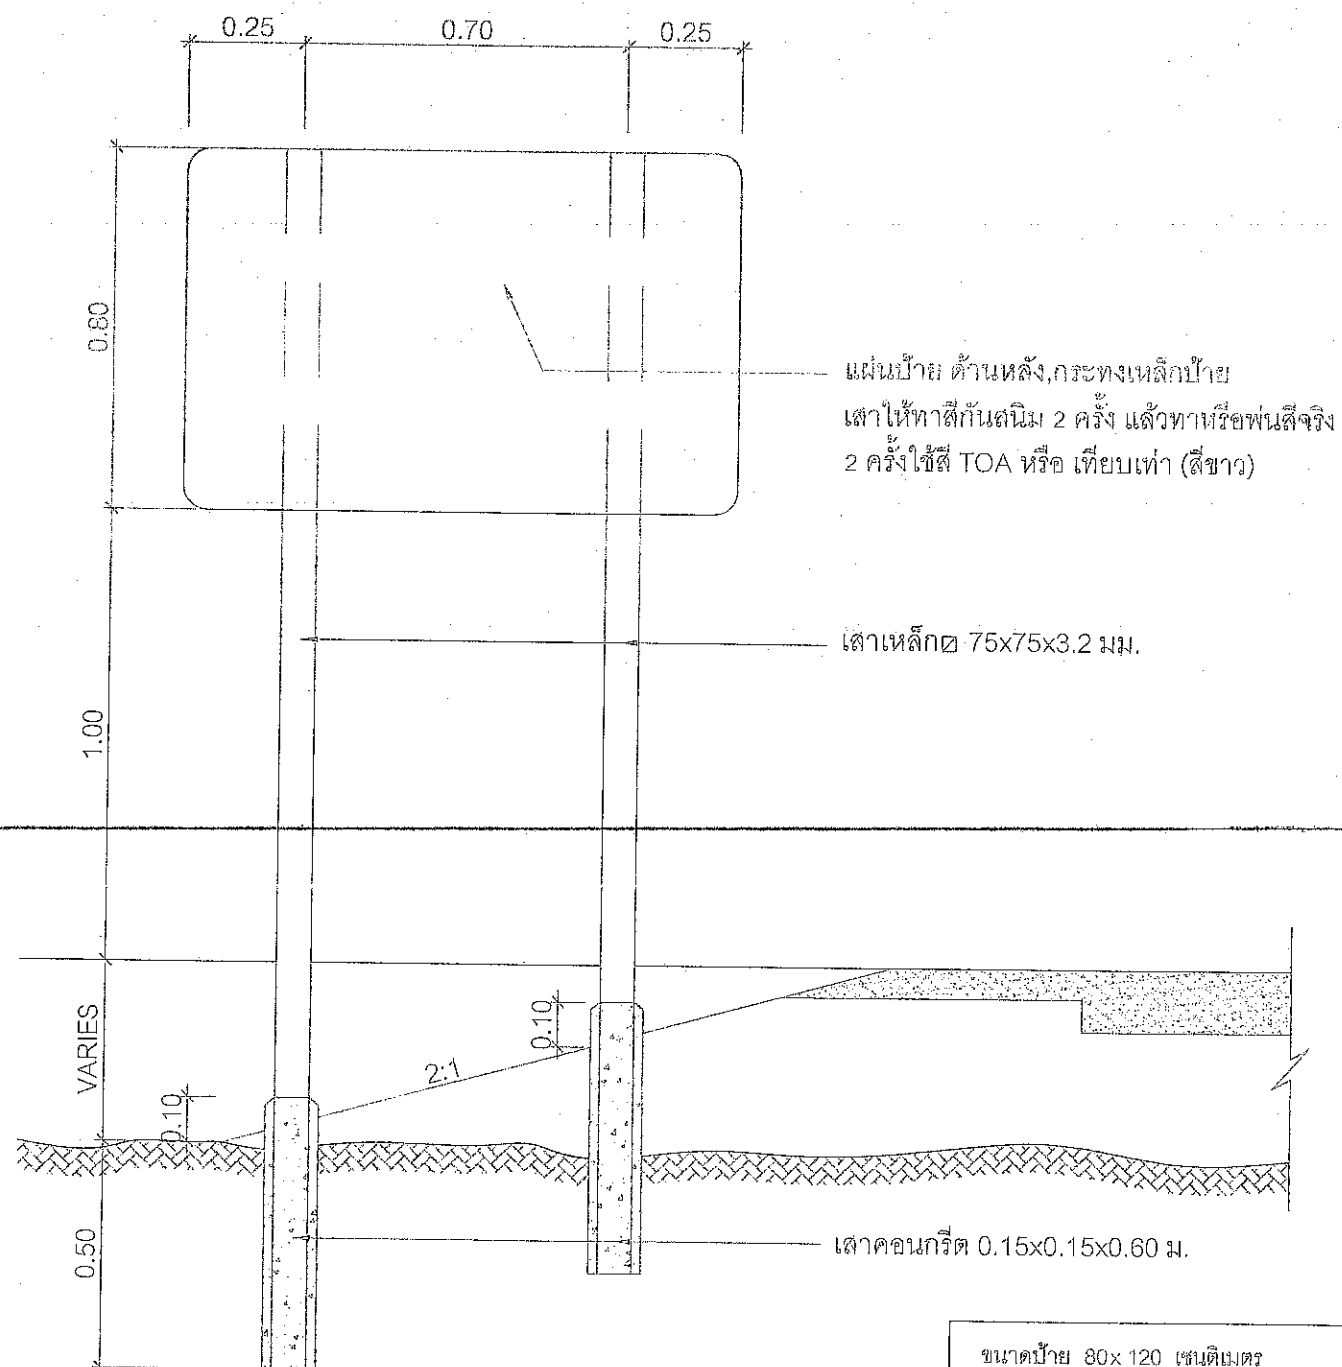 0.25 0.70 0.25
0.80
แผ่นป้าย ด้านหลัง,กระทงเหล็กป้าย
เสาให้ทาสีกันสนิม 2 ครั้ง แล้วทาหรือพ่นสีจริง
2 ครั้งใช้สี TOA หรือ เทียบเท่า (สีขาว)
เสาเหล็ก 75x75x3.2 มม.
1.00
VARIES
0.10
2:1
0.10
0.50
เสาคอนกรีต 0.15x0.15x0.60 ม.
ขนาดป้าย 80x120 เซนติเมตร